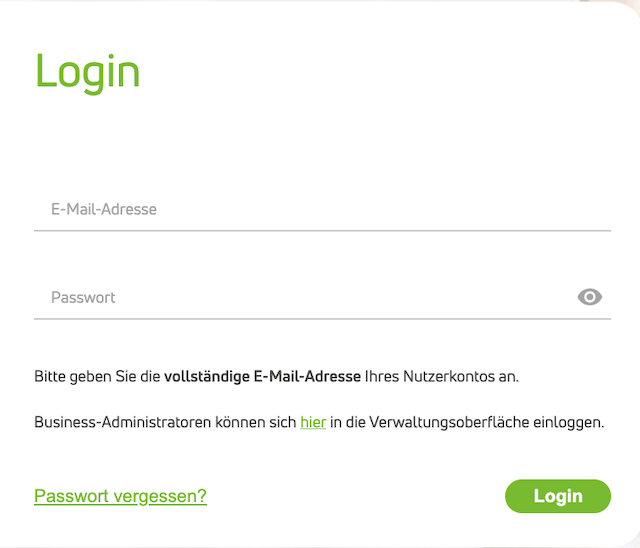 Login
E-Mail-Adresse
Passwort
Bitte geben Sie die vollständige E-Mail-Adresse Ihres Nutzerkontos an.
Business-Administratoren können sich hier in die Verwaltungsoberfläche einloggen.
Passwort vergessen?
Login